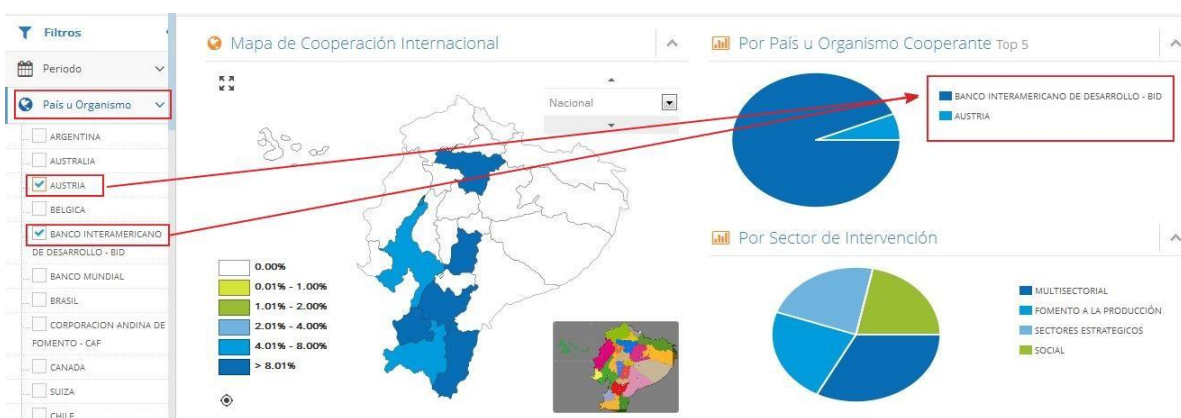 Filtros
Periodo
País u Organismo
ARGENTINA
AUSTRALIA
AUSTRIA
BELGICA
BANCO INTERAMERICANO
DE DESARROLLO - BID
BANCO MUNDIAL
BRASIL
CORPORACION ANDINA DE
FOMENTO - CAF
CANADA
SUIZA
CHILE
Mapa de Cooperación Internacional
Nacional
0.00%
0.01% - 1.00%
1.01% - 2.00%
2.01% - 4.00%
4.01% - 8.00%
> 8.01%
Por País u Organismo Cooperante Top 5
BANCO INTERAMERICANO DE DESARROLLO - BID
AUSTRIA
Por Sector de Intervención
MULTISECTORIAL
FOMENTO A LA PRODUCCIÓN
SECTORES ESTRATEGICOS
SOCIAL